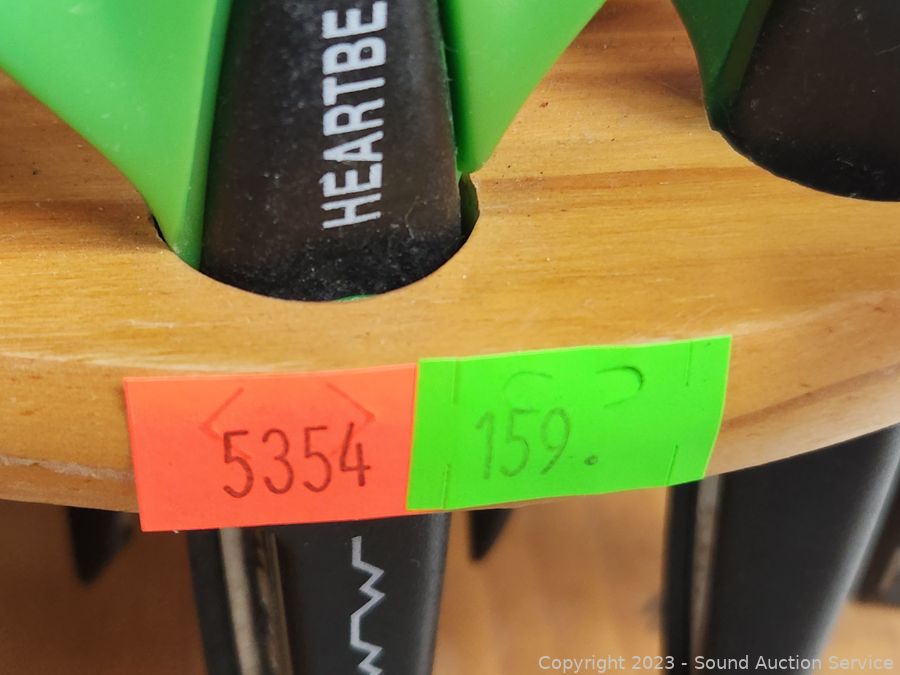 HEARTBE
5354
159.
Copyright 2023 - Sound Auction Service